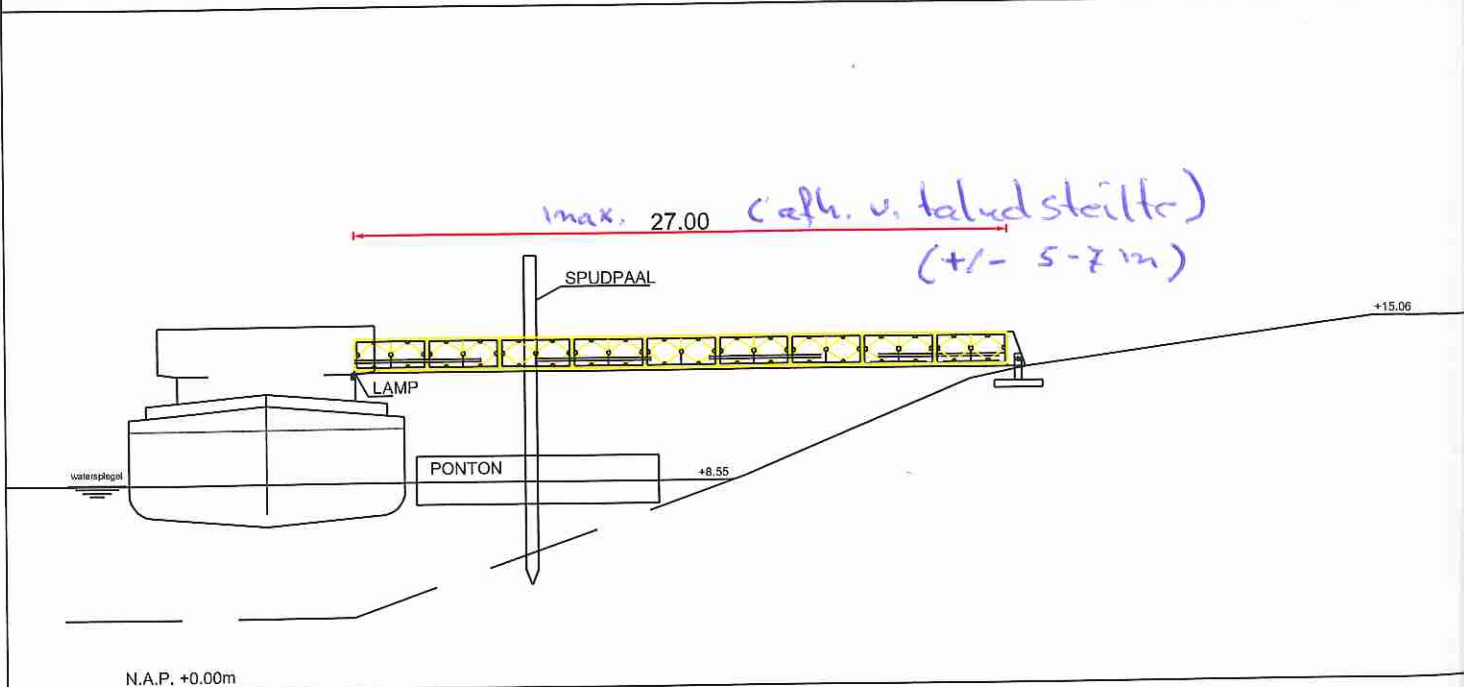 max. 27.00 (afh. v. taludsteilte)
(+/- 5-7 m)
SPUDPAAL
+15.06
LAMP
PONTON
+8.55
waterspiegel
N.A.P. +0.00m